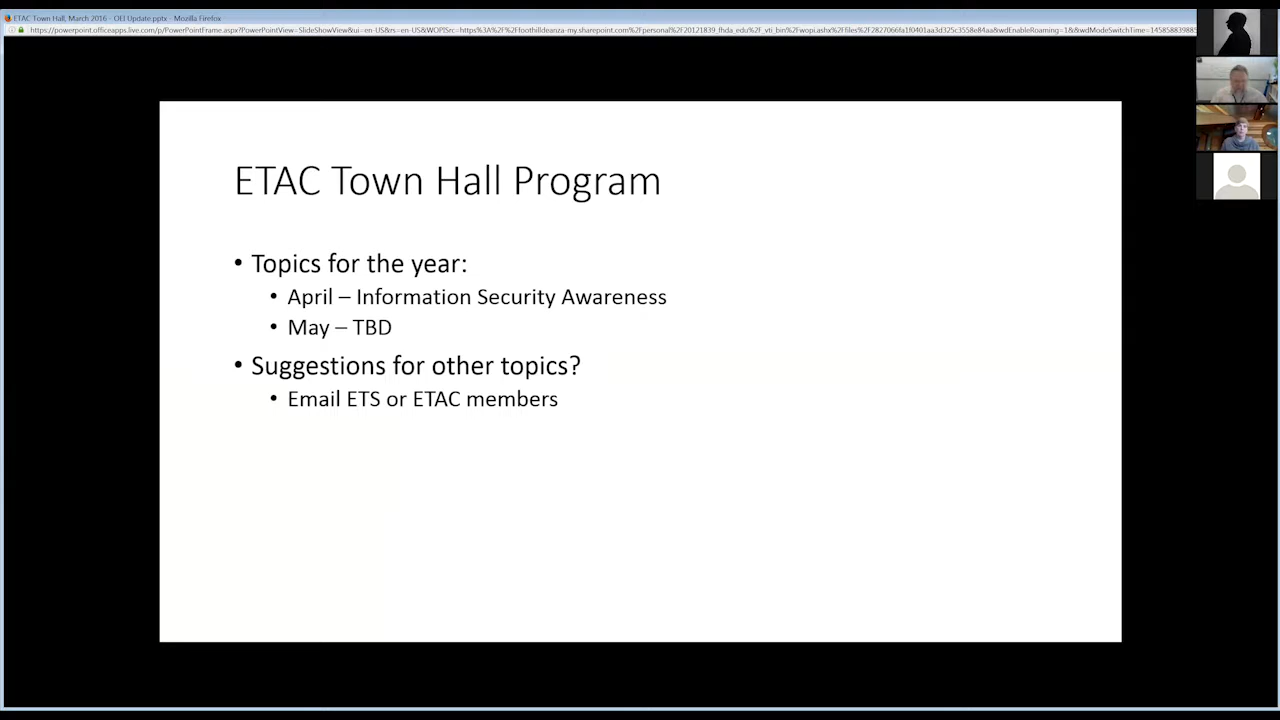 ETAC Town Hall, March 2016 - OEI Update.pptx - Mozilla Firefox
ETAC Town Hall Program
• Topics for the year:
• April – Information Security Awareness
• May – TBD
• Suggestions for other topics?
• Email ETS or ETAC members